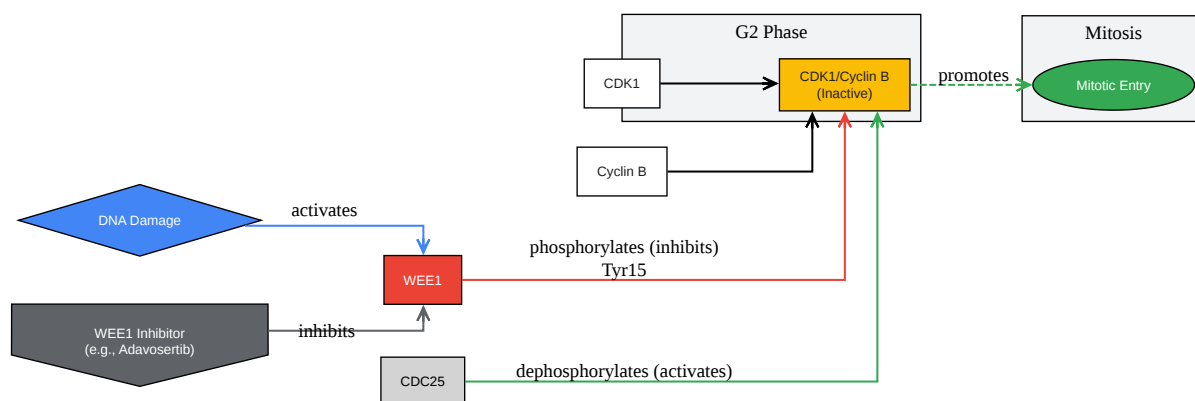 G2 Phase
Mitosis
CDK1
CDK1/Cyclin B
(Inactive)
promotes
Mitotic Entry
Cyclin B
DNA Damage
activates
WEE1
phosphorylates (inhibits)
Tyr15
WEE1 Inhibitor
(e.g., Adavosertib)
inhibits
CDC25
dephosphorylates (activates)